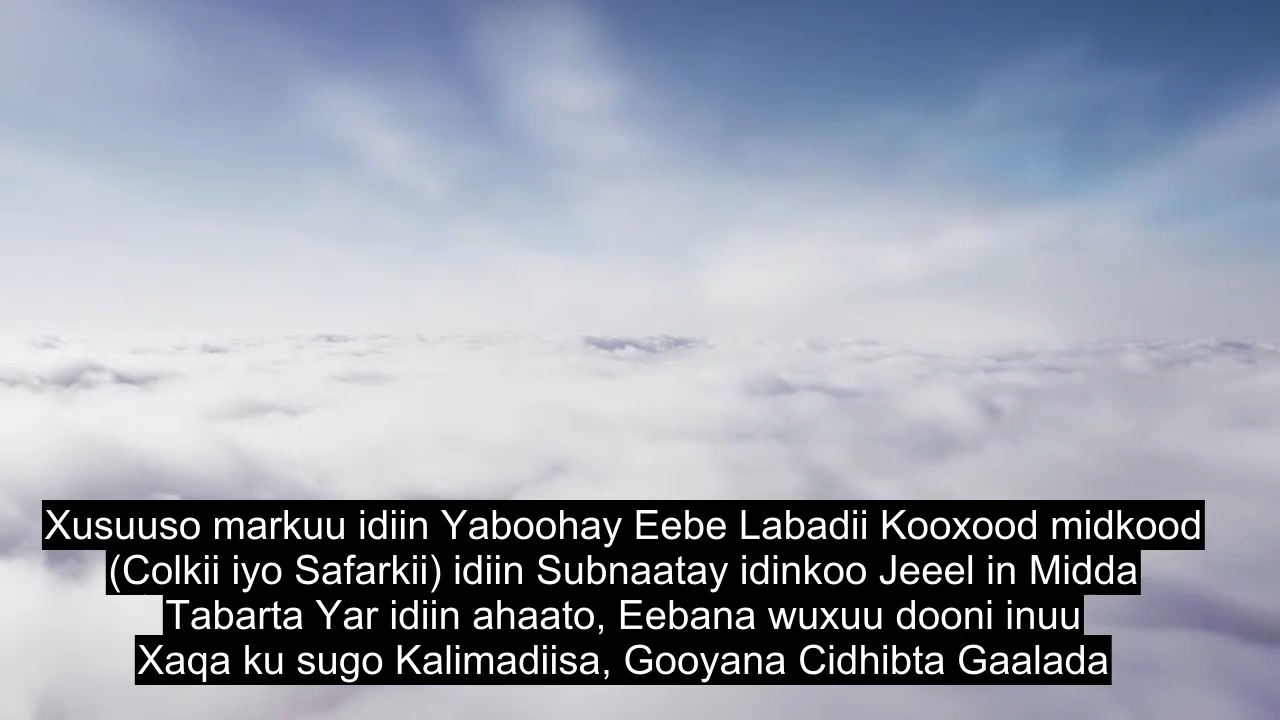 Xusuuso markuu idiin Yaboohay Eebe Labadii Kooxood midkood
(Colkii iyo Safarkii) idiin Subnaatay idinkoo Jeeel in Midda
Tabarta Yar idiin ahaato, Eebana wuxuu dooni inuu
Xaqa ku sugo Kalimadiisa, Gooyana Cidhibta Gaalada